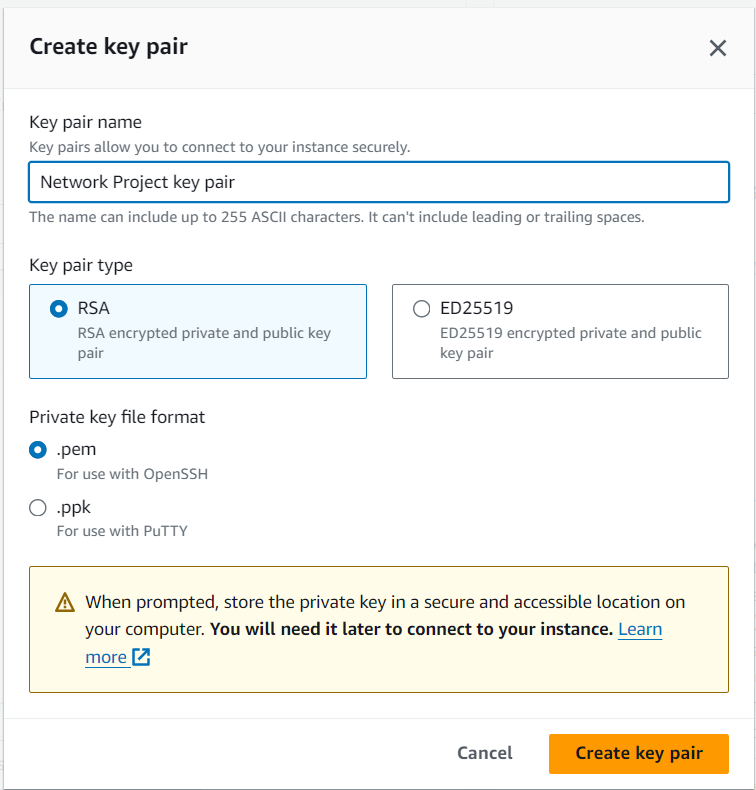 Create key pair
Key pair name
Key pairs allow you to connect to your instance securely.
Network Project key pair
The name can include up to 255 ASCII characters. It can't include leading or trailing spaces.
Key pair type
RSA
RSA encrypted private and public key
pair
ED25519
ED25519 encrypted private and public
key pair
Private key file format
.pem
For use with OpenSSH
.ppk
For use with PuTTY
When prompted, store the private key in a secure and accessible location on
your computer. You will need it later to connect to your instance. Learn
more
Cancel
Create key pair